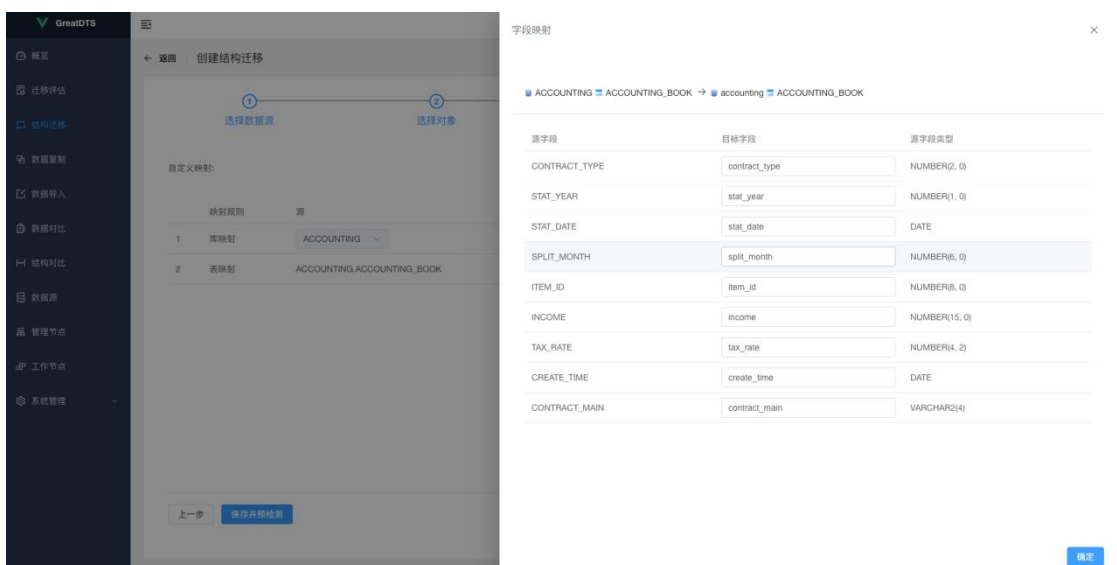 GreatDTS
概览
迁移评估
结构迁移
数据复制
数据导入
数据对比
结构对比
数据源
管理节点
工作节点
系统管理
← 返回 创建结构迁移
1 2
选择数据源 选择对象
自定义映射:
映射规则 源
1 库映射 ACCOUNTING
2 表映射 ACCOUNTING.ACCOUNTING_BOOK
上一步 保存并预检测
字段映射
ACCOUNTING ACCOUNTING_BOOK → accounting ACCOUNTING_BOOK
源字段 目标字段 源字段类型
CONTRACT_TYPE contract_type NUMBER(2, 0)
STAT_YEAR stat_year NUMBER(1, 0)
STAT_DATE stat_date DATE
SPLIT_MONTH split_month NUMBER(6, 0)
ITEM_ID item_id NUMBER(8, 0)
INCOME income NUMBER(15, 0)
TAX_RATE tax_rate NUMBER(4, 2)
CREATE_TIME create_time DATE
CONTRACT_MAIN contract_main VARCHAR2(4)
确定